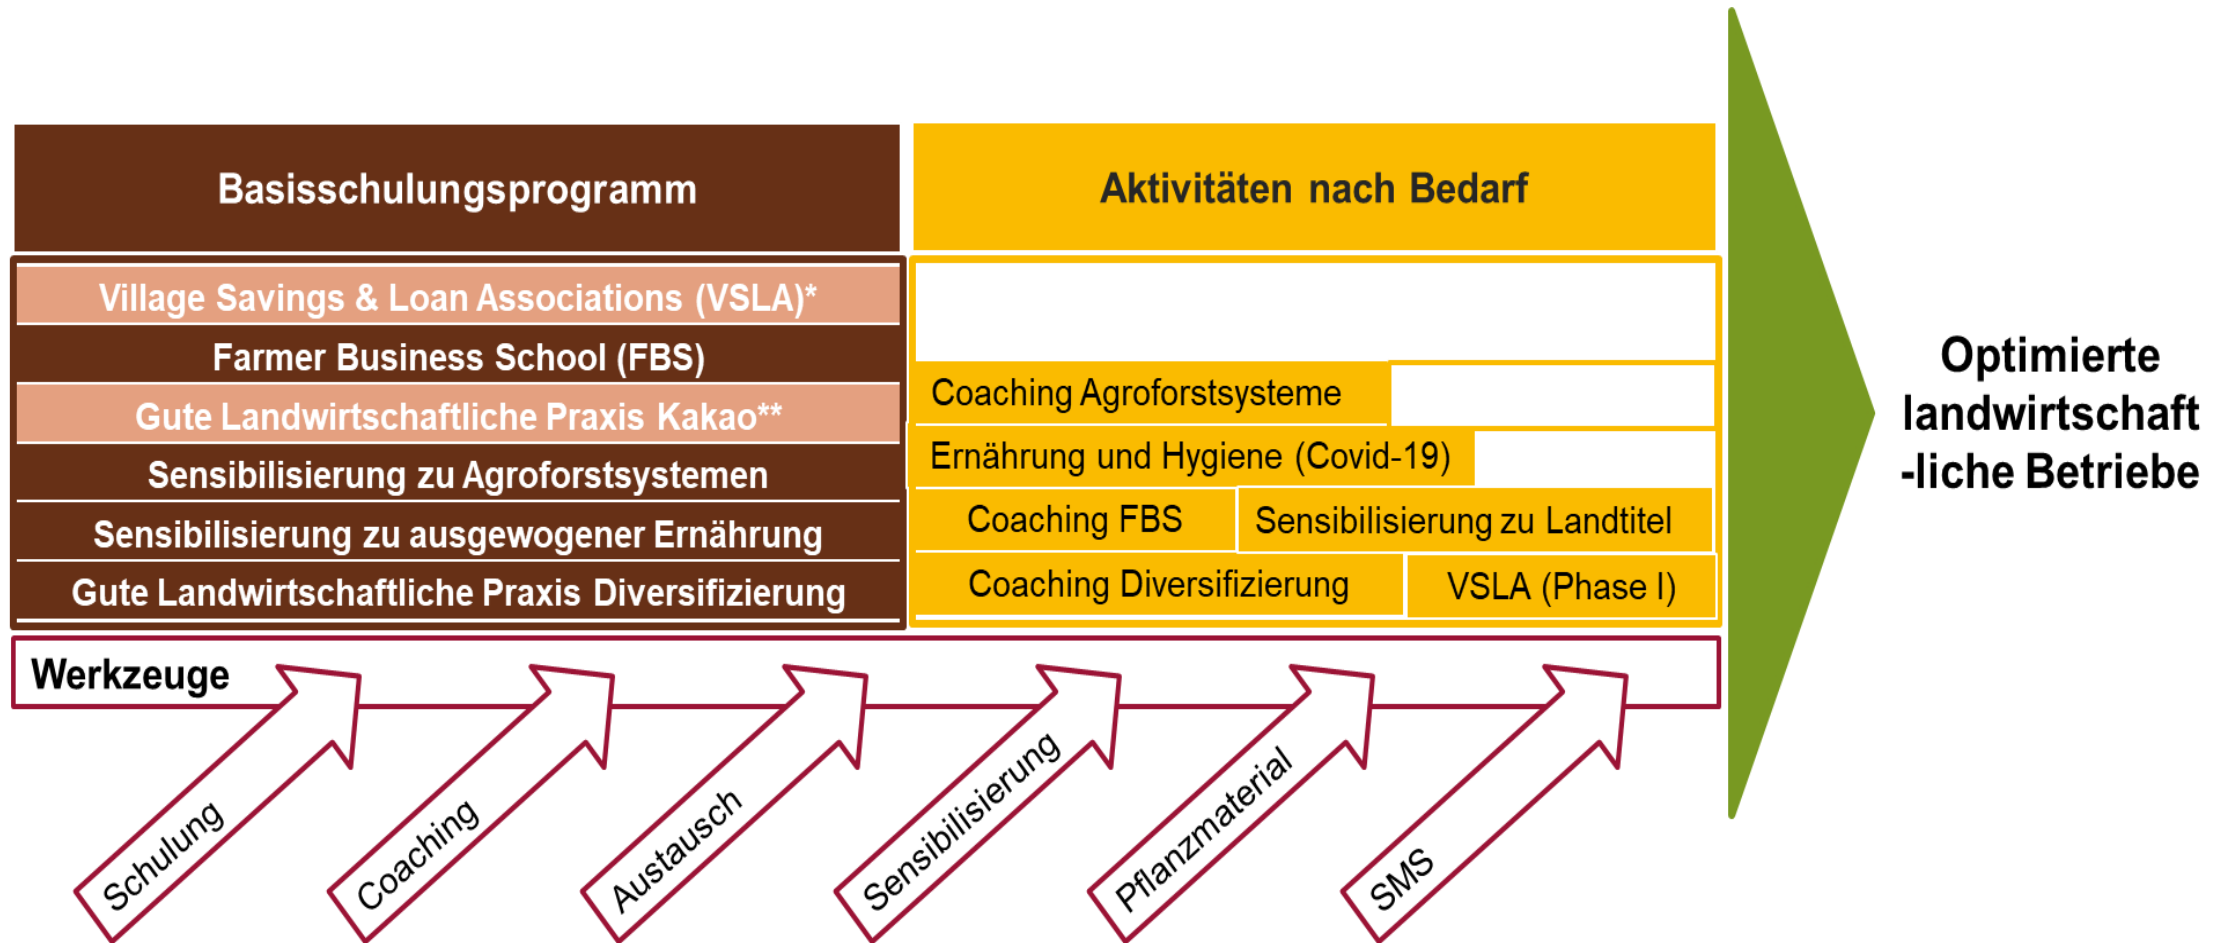 Basisschulungsprogramm
Aktivitäten nach Bedarf
Village Savings & Loan Associations (VSLA)*
Farmer Business School (FBS)
Gute Landwirtschaftliche Praxis Kakao**
Sensibilisierung zu Agroforstsystemen
Sensibilisierung zu ausgewogener Ernährung
Gute Landwirtschaftliche Praxis Diversifizierung
Coaching Agroforstsysteme
Ernährung und Hygiene (Covid-19)
Coaching FBS
Sensibilisierung zu Landtitel
Coaching Diversifizierung
VSLA (Phase I)
Optimierte
landwirtschaft
-liche Betriebe
Werkzeuge
Schulung
Coaching
Austausch
Sensibilisierung
Pflanzmaterial
SMS